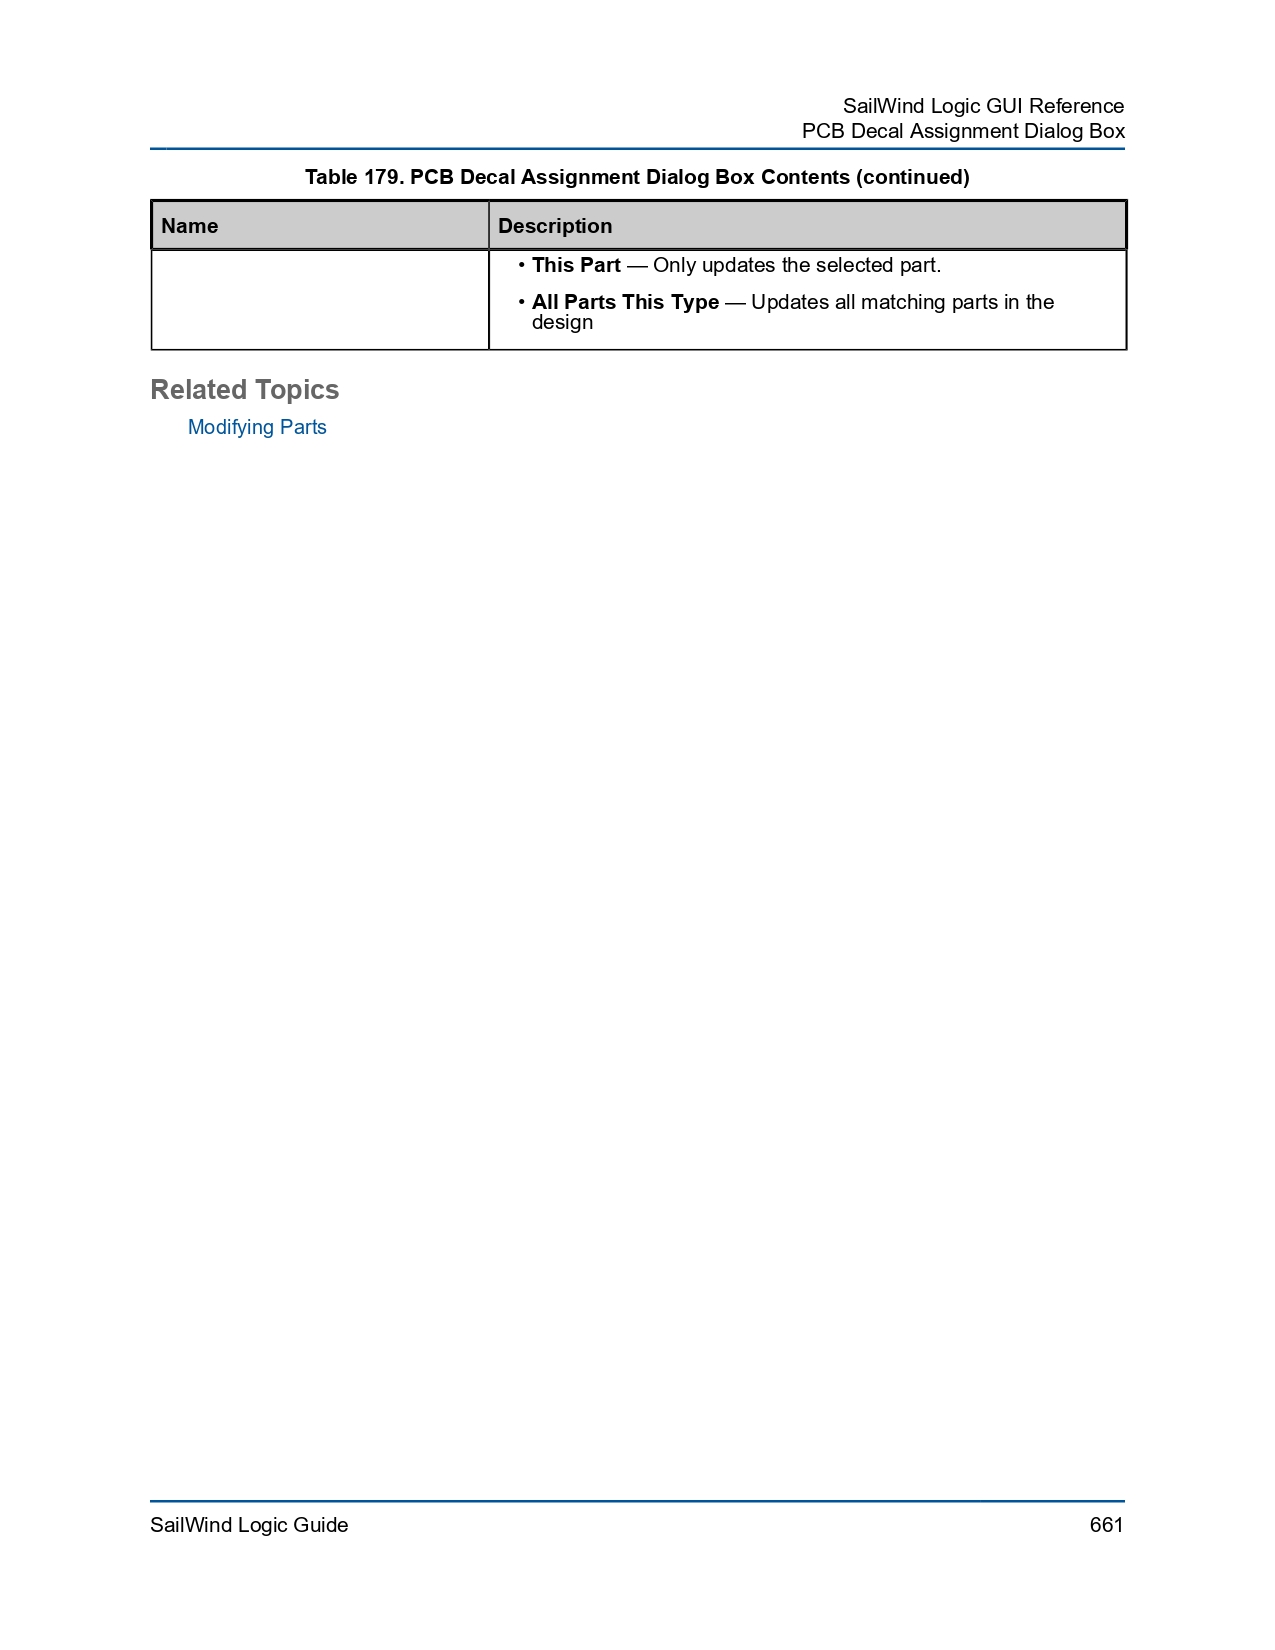 SailWind Logic GUI Reference
PCB Decal Assignment Dialog Box
Table 179. PCB Decal Assignment Dialog Box Contents (continued)
Name
Description
• This Part — Only updates the selected part.
• All Parts This Type — Updates all matching parts in the
design
Related Topics
Modifying Parts
SailWind Logic Guide
661